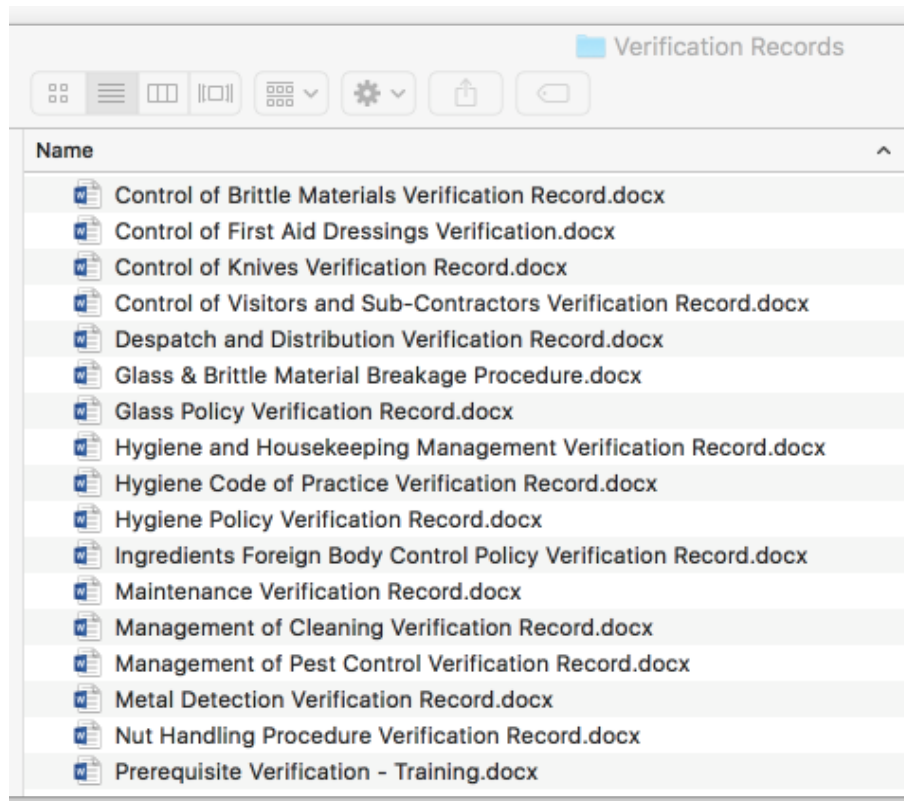 Verification Records
Name
Control of Brittle Materials Verification Record.docx
Control of First Aid Dressings Verification.docx
Control of Knives Verification Record.docx
Control of Visitors and Sub-Contractors Verification Record.docx
Despatch and Distribution Verification Record.docx
Glass & Brittle Material Breakage Procedure.docx
Glass Policy Verification Record.docx
Hygiene and Housekeeping Management Verification Record.docx
Hygiene Code of Practice Verification Record.docx
Hygiene Policy Verification Record.docx
Ingredients Foreign Body Control Policy Verification Record.docx
Maintenance Verification Record.docx
Management of Cleaning Verification Record.docx
Management of Pest Control Verification Record.docx
Metal Detection Verification Record.docx
Nut Handling Procedure Verification Record.docx
Prerequisite Verification - Training.docx